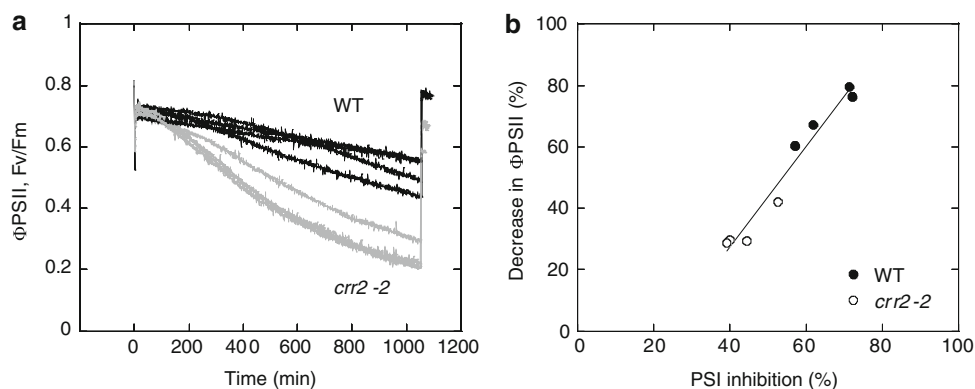 a
1
0.8
0.6
0.4
0.2
0
ΦPSII, Fv/Fm
WT
crr2 -2
0 200 400 600 800 1000 1200
Time (min)
b
100
80
60
40
20
0
Decrease in ΦPSII (%)
WT
crr2 -2
0 20 40 60 80 100
PSI inhibition (%)